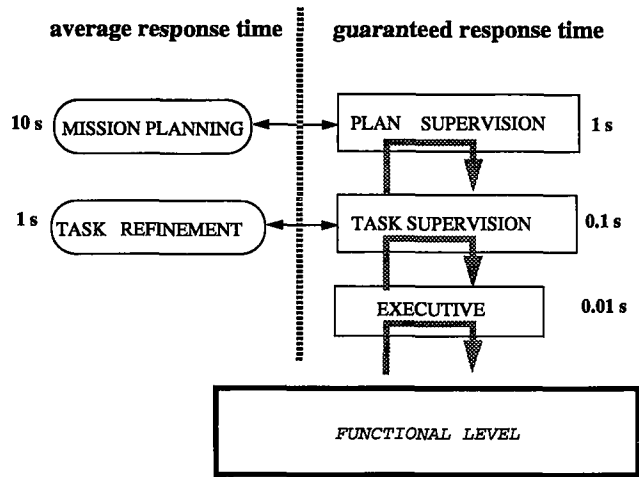 average response time
guaranteed response time
10 s
MISSION PLANNING
PLAN SUPERVISION
1 s
1 s
TASK REFINEMENT
TASK SUPERVISION
0.1 s
EXECUTIVE
0.01 s
FUNCTIONAL LEVEL